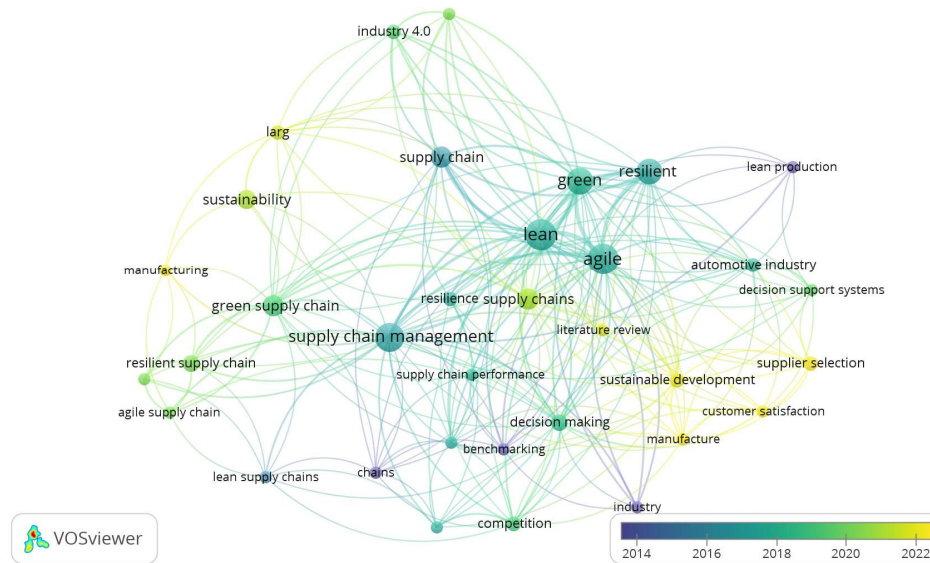 industry 4.0
larg
supply chain
resilient
lean production
green
sustainability
lean
agile
manufacturing
automotive industry
decision support systems
green supply chain
resilience
supply chains
literature review
supply chain management
resilient supply chain
supply chain performance
sustainable development
supplier selection
agile supply chain
decision making
customer satisfaction
manufacture
benchmarking
lean supply chains
chains
industry
competition
VOSviewer
2014 2016 2018 2020 2022